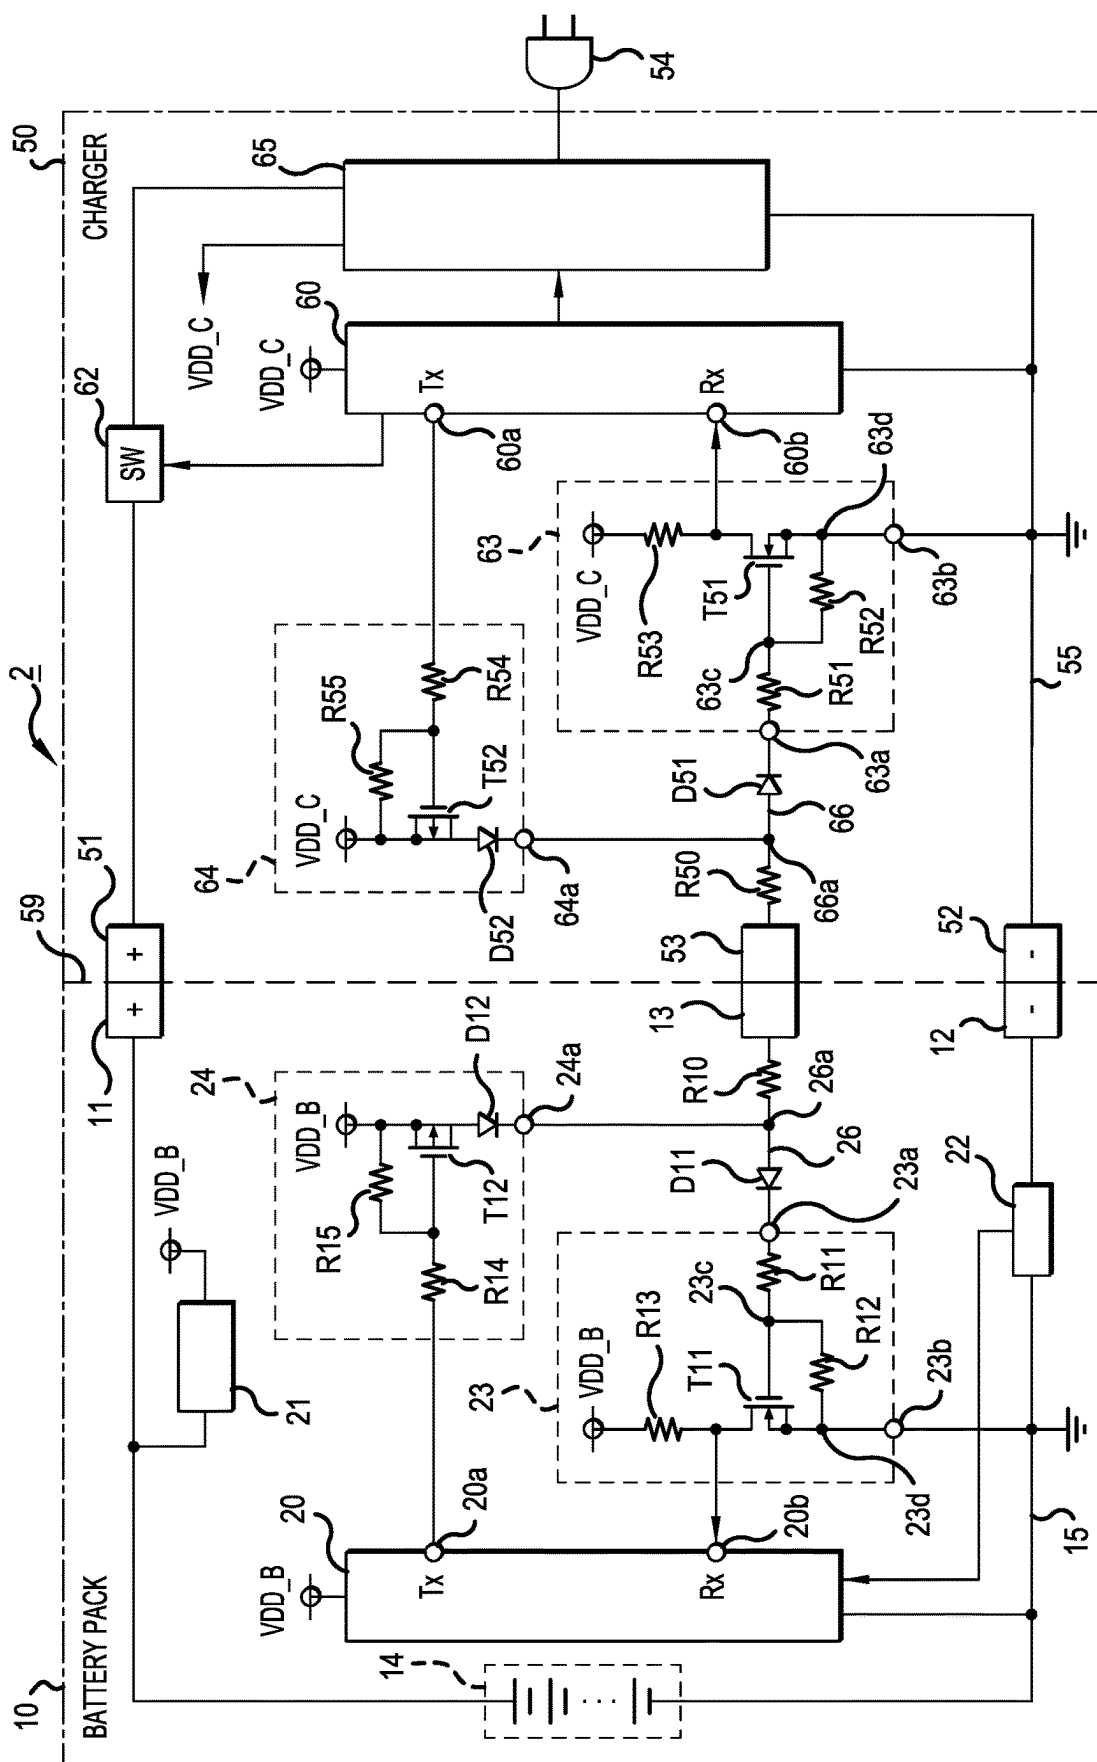 2
10
BATTERY PACK
59
50
CHARGER
11
+
+
51
62
SW
VDD_C
65
54
VDD_B
21
24
VDD_B
R15
R14
T12
D12
24a
64
VDD_C
R55
R54
T52
D52
64a
VDD_B
20
Tx
20a
Rx
20b
14
VDD_C
60
Tx
60a
Rx
60b
23
VDD_B
R13
T11
23c
R11
R12
23a
23b
23d
D11
26
26a
R10
13
53
R50
66a
66
D51
63
VDD_C
R53
T51
63c
R51
R52
63a
63b
63d
22
15
12
-
-
52
55